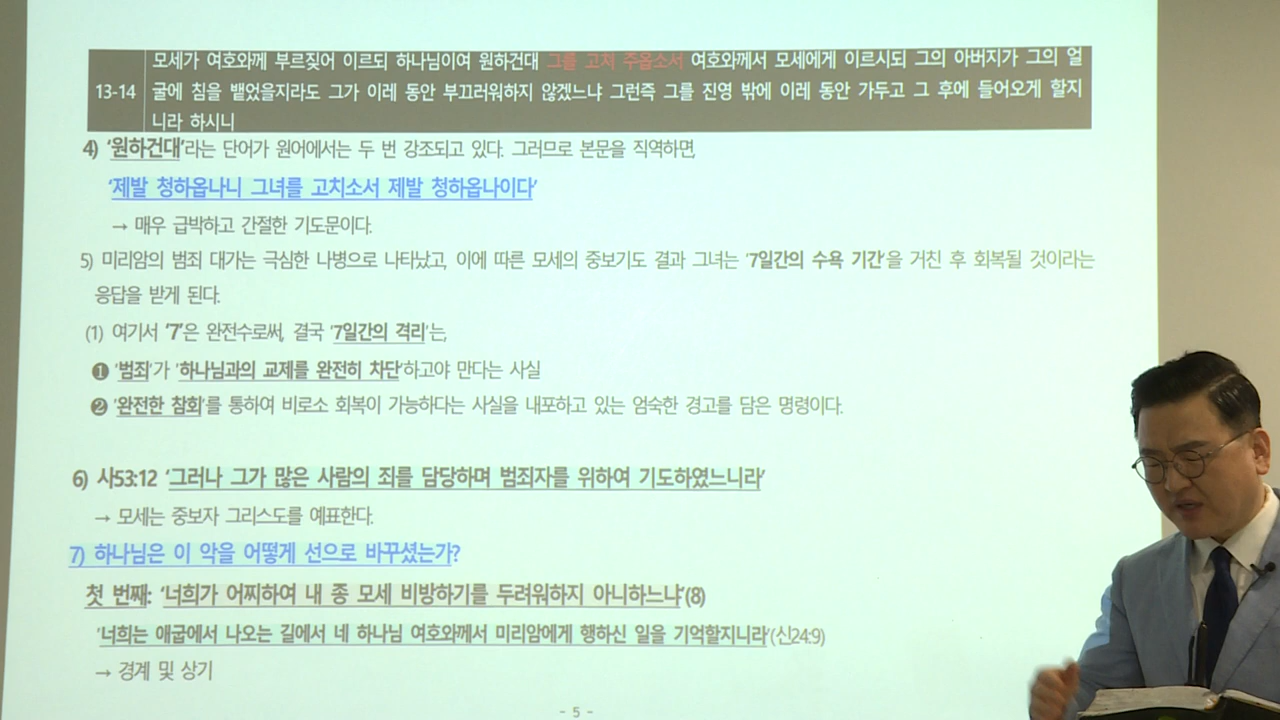 모세가 여호와께 부르짖어 이르되 하나님이여 원하건대 그를 고쳐 주옵소서 여호와께서 모세에게 이르시되 그의 아버지가 그의 얼
13-14 굴에 침을 뱉었을지라도 그가 이레 동안 부끄러워하지 않겠느냐 그런즉 그를 진영 밖에 이레 동안 가두고 그 후에 들어오게 할지
니라 하시니
4) '원하건대'라는 단어가 원어에서는 두 번 강조되고 있다. 그러므로 본문을 직역하면,
'제발 청하옵나니 그녀를 고치소서 제발 청하옵나이다'
→ 매우 급박하고 간절한 기도문이다.
5) 미리암의 범죄 대가는 극심한 나병으로 나타났고, 이에 따른 모세의 중보기도 결과 그녀는 '7일간의 수욕 기간'을 거친 후 회복될 것이라는
응답을 받게 된다.
(1) 여기서 '7'은 완전수로써, 결국 '7일간의 격리'는,
❶ '범죄'가 '하나님과의 교제를 완전히 차단'하고야 만다는 사실
❷ '완전한 참회'를 통하여 비로소 회복이 가능하다는 사실을 내포하고 있는 엄숙한 경고를 담은 명령이다.
6) 사53:12 '그러나 그가 많은 사람의 죄를 담당하며 범죄자를 위하여 기도하였느니라'
→ 모세는 중보자 그리스도를 예표한다.
7) 하나님은 이 악을 어떻게 선으로 바꾸셨는가?
첫 번째: '너희가 어찌하여 내 종 모세 비방하기를 두려워하지 아니하느냐'(8)
'너희는 애굽에서 나오는 길에서 네 하나님 여호와께서 미리암에게 행하신 일을 기억할지니라'(신24:9)
→ 경계 및 상기
- 5 -